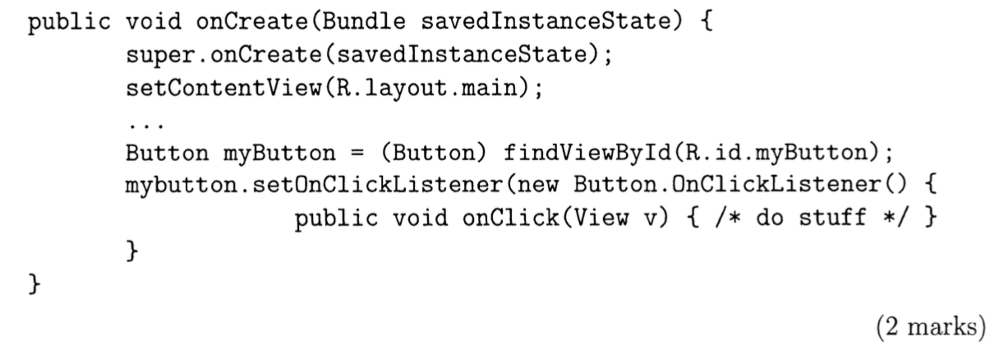 public void onCreate(Bundle savedInstanceState) {
super.onCreate(savedInstanceState);
setContentView(R.layout.main);
...
Button myButton = (Button) findViewById(R.id.myButton);
mybutton.setOnClickListener(new Button.OnClickListener() {
public void onClick(View v) { /* do stuff */ }
}
}
(2 marks)